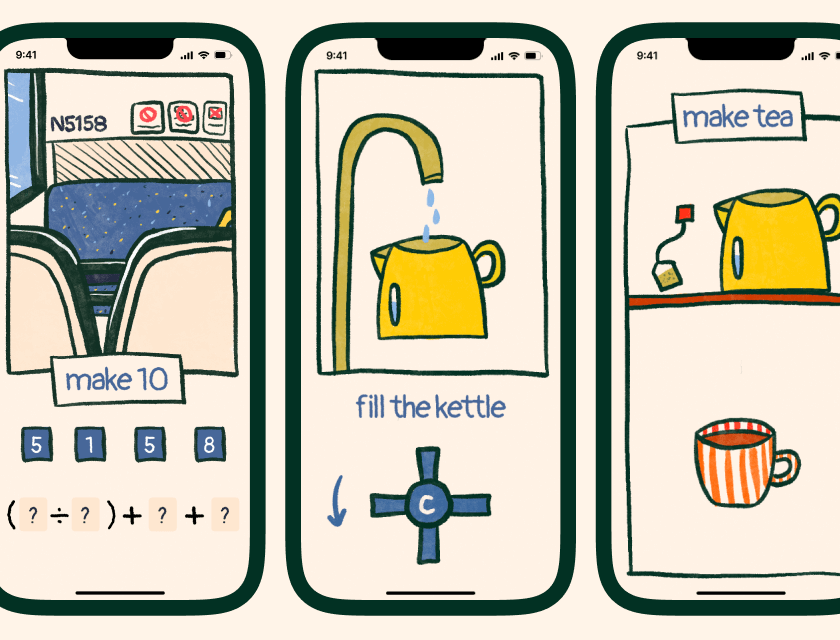 9:41
N5158
make 10
5 1 5 8
( ? ÷ ? ) + ? + ?
9:41
fill the kettle
C
9:41
make tea